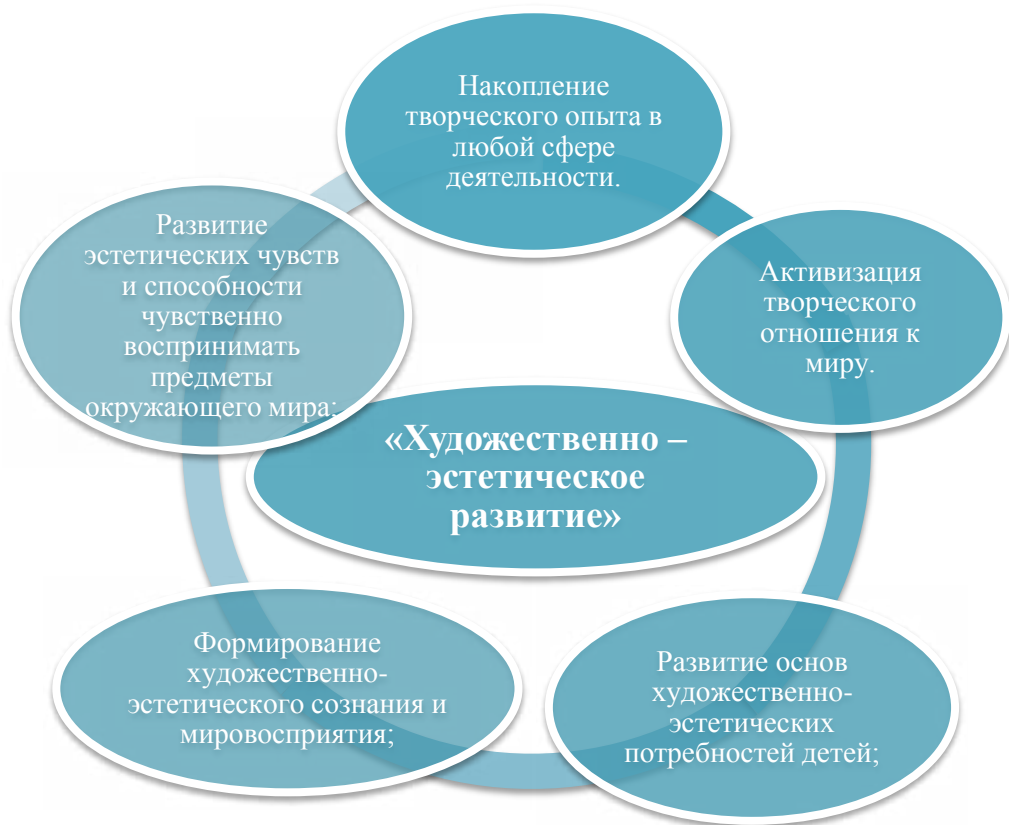 Накопление
творческого опыта в
любой сфере
деятельности.
Активизация
творческого
отношения к
миру.
Развитие основ
художественно-
эстетических
потребностей детей;
Формирование
художественно-
эстетического сознания и
мировосприятия;
Развитие
эстетических чувств
и способности
чувственно
воспринимать
предметы
окружающего мира;
«Художественно –
эстетическое
развитие»